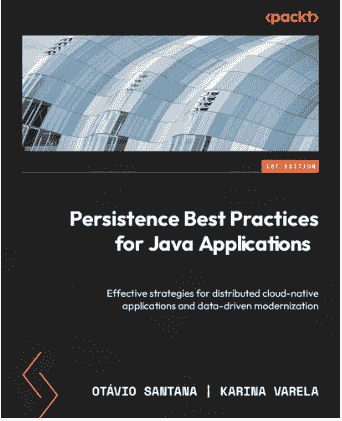 <packt>
1ST EDITION
Persistence Best Practices
for Java Applications
Effective strategies for distributed cloud-native
applications and data-driven modernization
OTÁVIO SANTANA | KARINA VARELA